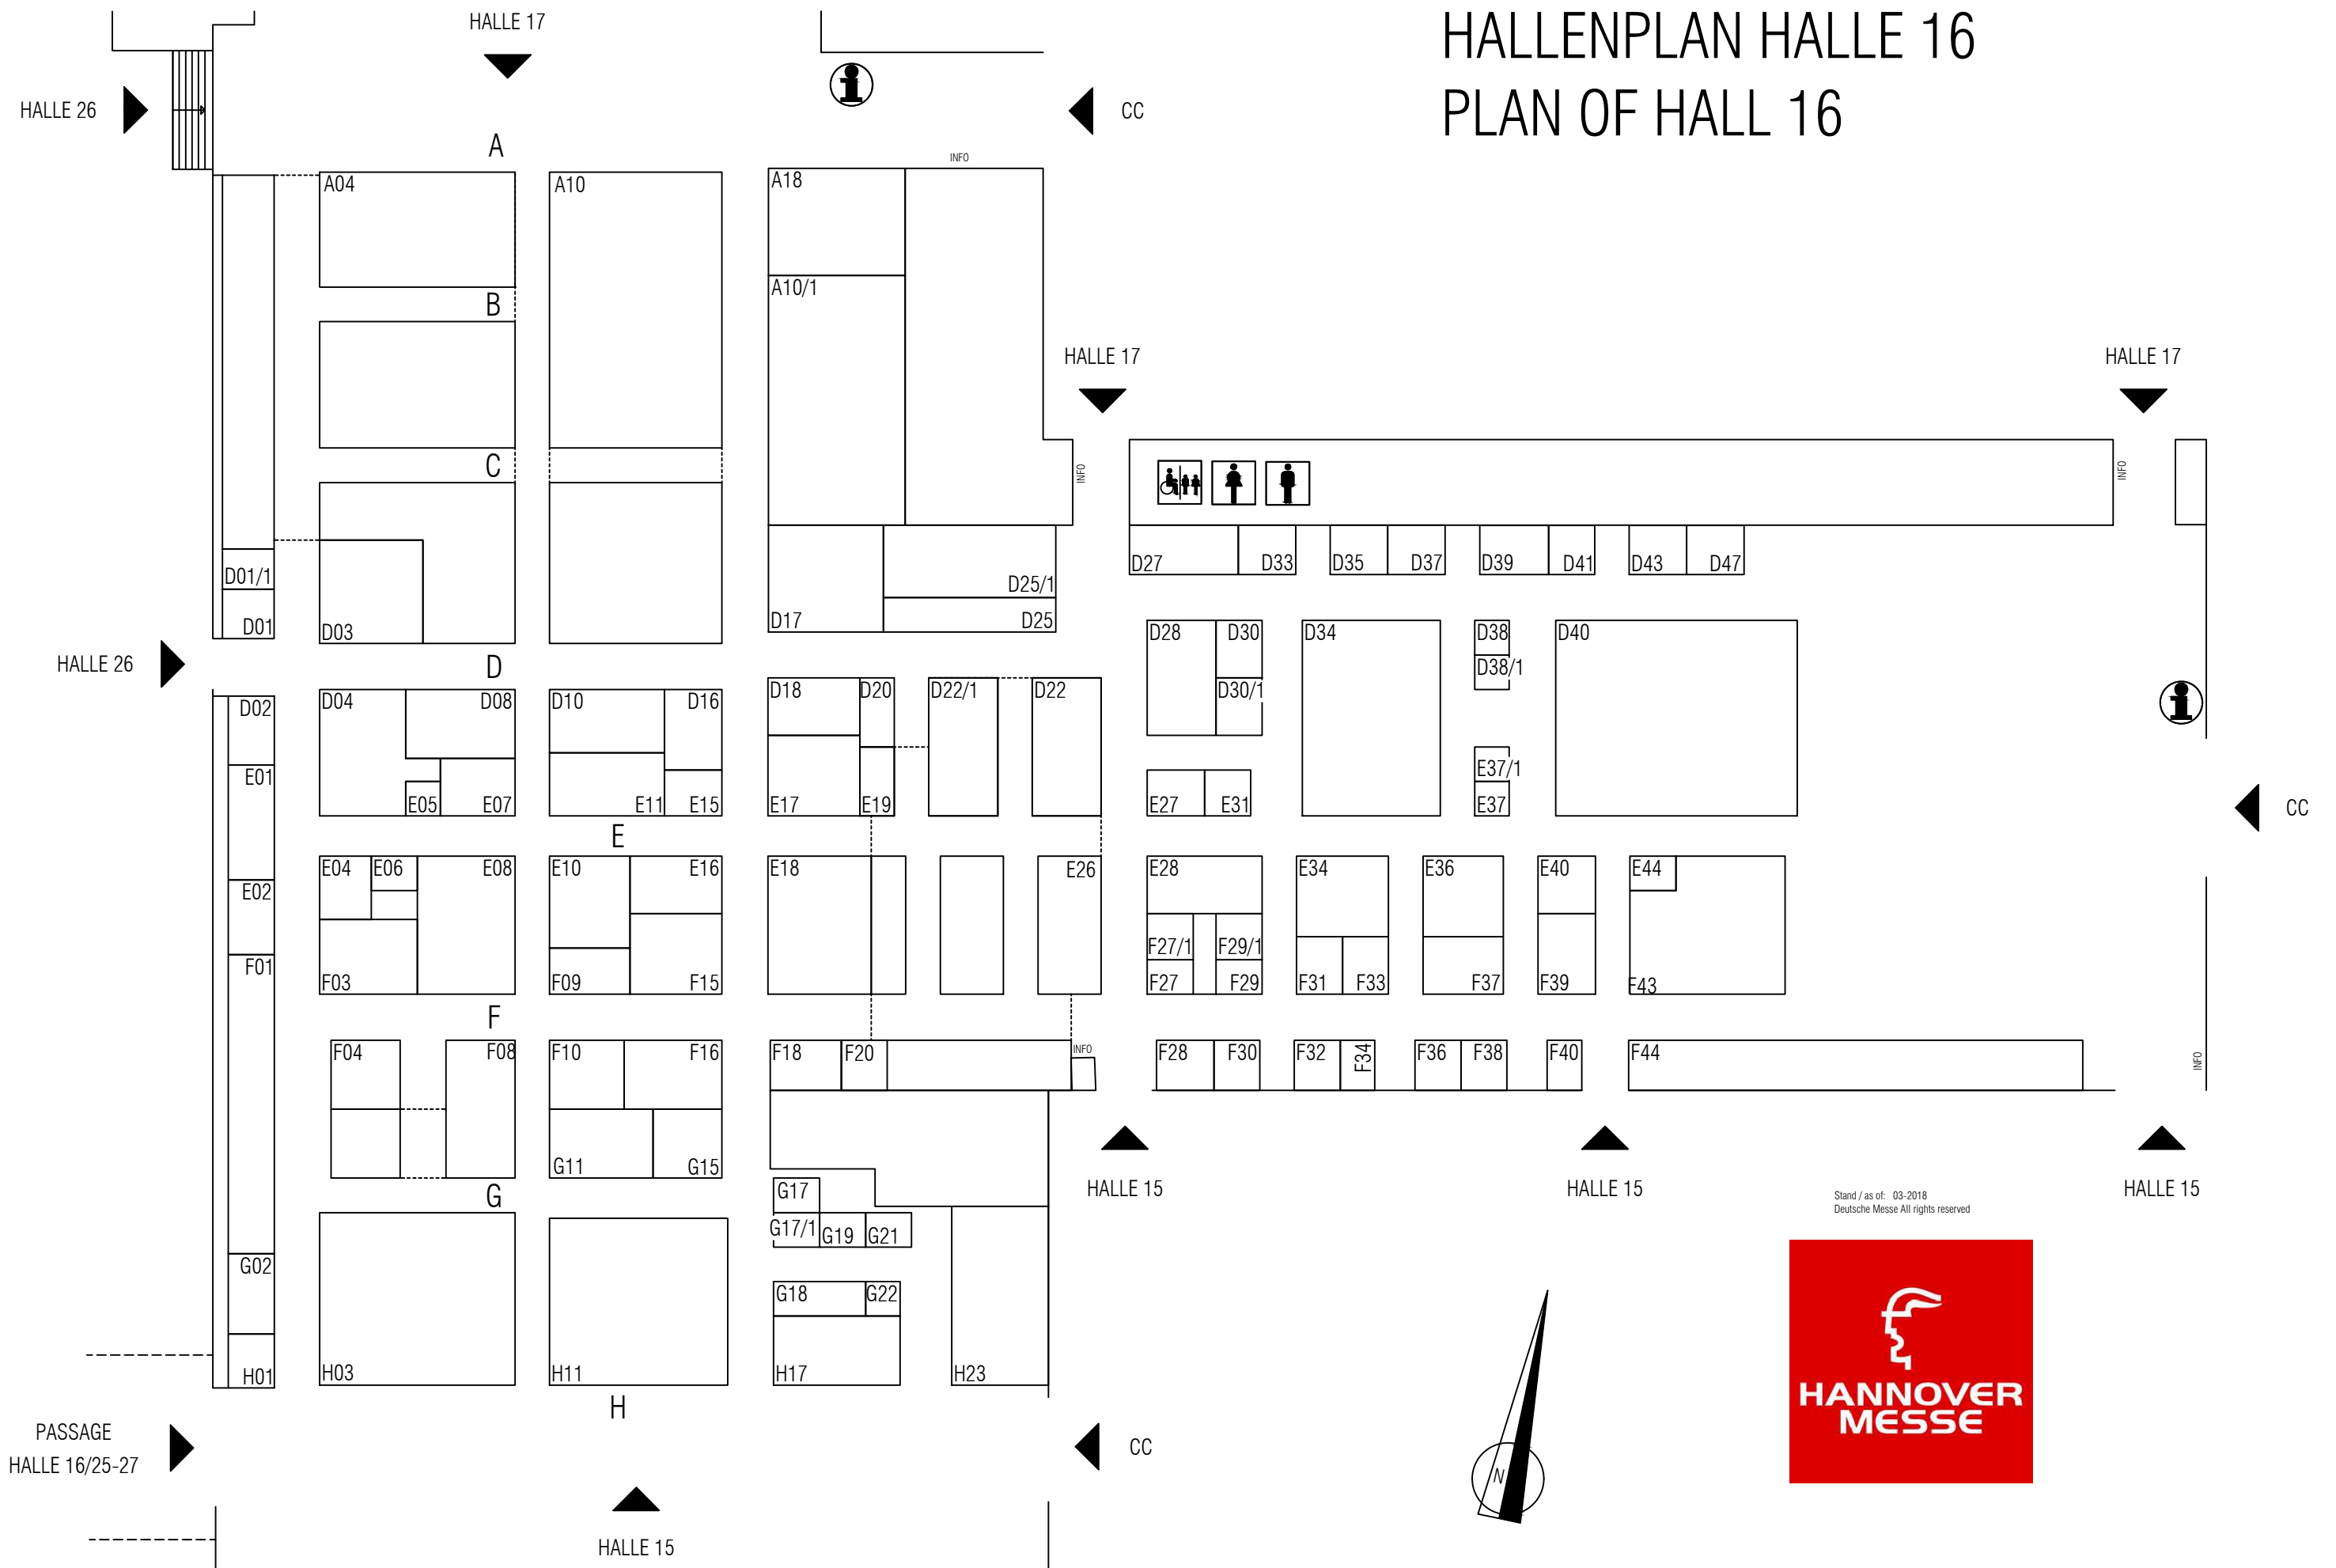 HALLENPLAN HALLE 16
PLAN OF HALL 16
HALLE 17
HALLE 26
CC
A
INFO
A04
A10
A18
A10/1
B
C
HALLE 17
HALLE 17
INFO
INFO
D01/1
D01
D03
D17
D25/1
D25
D27
D33
D35
D37
D39
D41
D43
D47
HALLE 26
D
D28
D30
D30/1
D34
D38
D38/1
D40
D02
D04
D08
D10
D16
D18
D20
D22/1
D22
E01
E05
E07
E11
E15
E17
E19
E27
E31
E37/1
E37
CC
E
E02
E04
E06
E08
E10
E16
E18
E26
E28
E34
E36
E40
E44
F01
F03
F09
F15
F27/1
F27
F29/1
F29
F31
F33
F37
F39
F43
F
F04
F08
F10
F16
F18
F20
INFO
F28
F30
F32
F34
F36
F38
F40
F44
INFO
G11
G15
G17
G17/1
G19
G21
G
HALLE 15
HALLE 15
HALLE 15
Stand / as of: 03-2018
Deutsche Messe All rights reserved
G02
G18
G22
H01
H03
H11
H17
H23
H
PASSAGE
HALLE 16/25-27
CC
HALLE 15
N
HANNOVER
MESSE